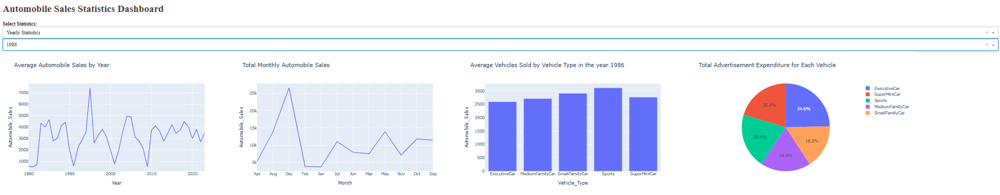 Automobile Sales Statistics Dashboard
Select Statistics:
Yearly Statistics
× 
1986
×
Average Automobile Sales by Year
Automobile_Sales
7000
6000
5000
4000
3000
2000
1000
1980 1990 2000 2010 2020
Year
Total Monthly Automobile Sales
Automobile_Sales
25k
20k
15k
10k
5k
Apr Aug Dec Feb Jan Jul Jun Mar May Nov Oct Sep
Month
Average Vehicles Sold by Vehicle Type in the year 1986
Automobile_Sales
3000
2500
2000
1500
1000
500
0
ExecutiveCar MediumFamilyCar SmallFamilyCar Sports SuperMiniCar
Vehicle_Type
Total Advertisement Expenditure for Each Vehicle
20.4%
24.6%
20.4%
16.2%
18.4%
ExecutiveCar
SuperMiniCar
Sports
MediumFamilyCar
SmallFamilyCar